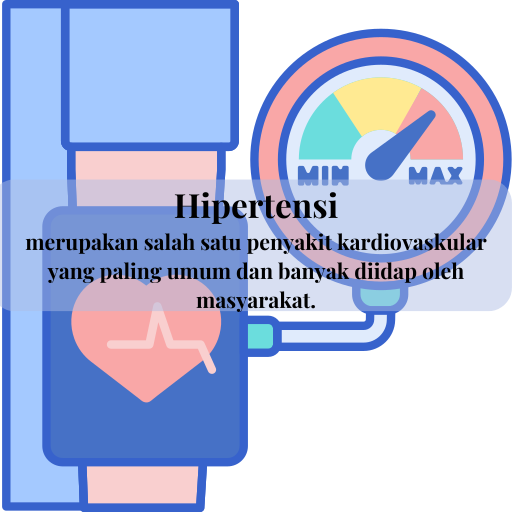 MIN MAX
Hipertensi
merupakan salah satu penyakit kardiovaskular
yang paling umum dan banyak diidap oleh
masyarakat.